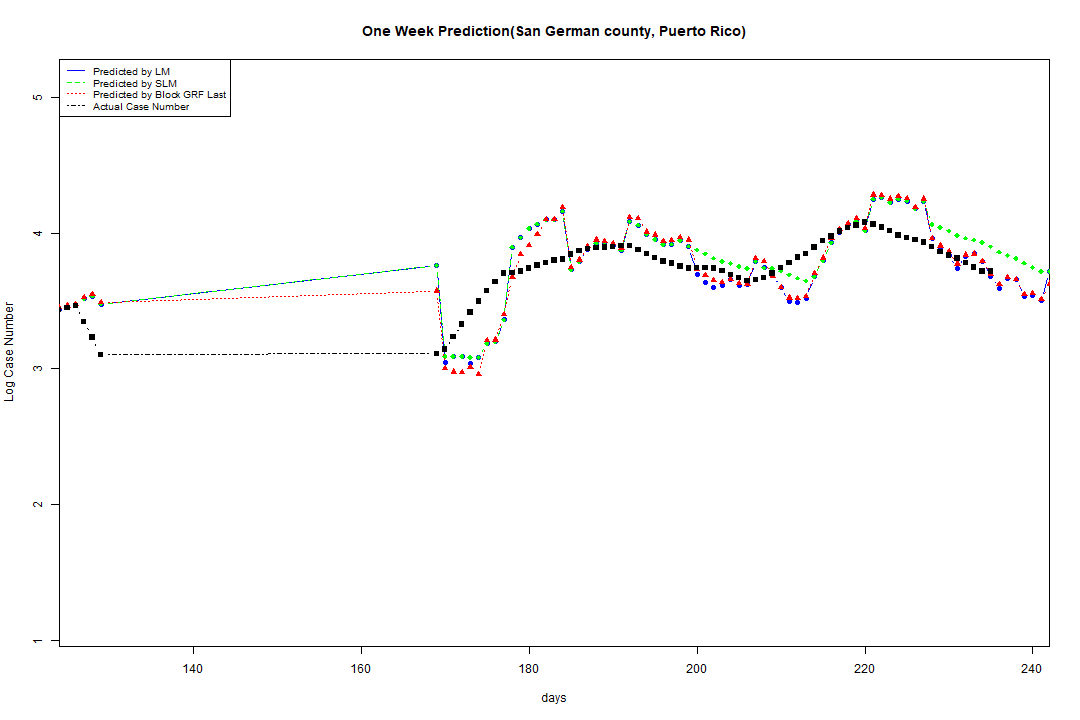 One Week Prediction(San German county, Puerto Rico)
Predicted by LM
Predicted by SLM
Predicted by Block GRF Last
Actual Case Number
5
4
3
2
1
Log Case Number
140 160 180 200 220 240
days